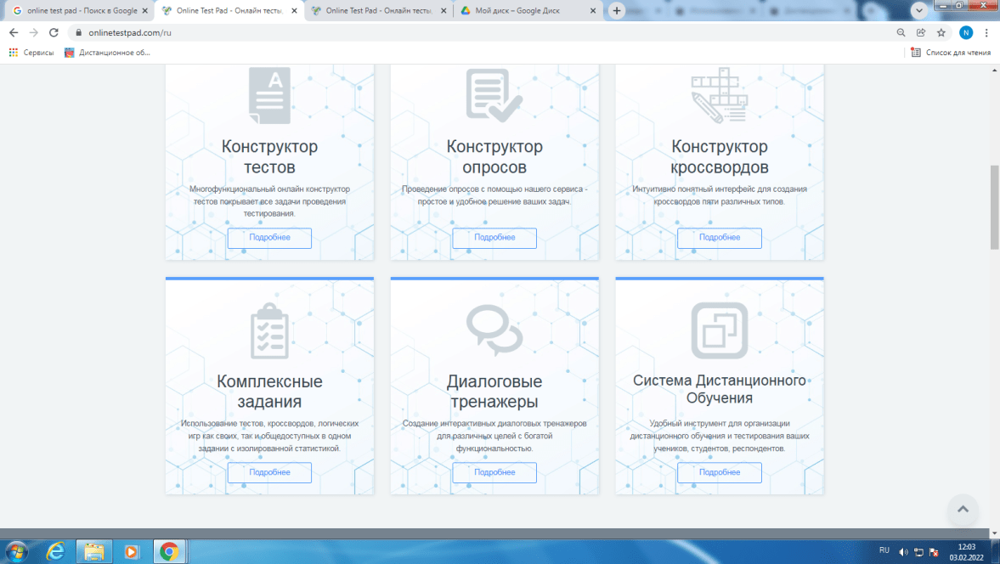 online test pad - Поиск в Google
Online Test Pad - Онлайн тесты,
Online Test Pad - Онлайн тесты,
Мой диск – Google Диск
onlinetestpad.com/ru
N
Сервисы
Дистанционное об...
Список для чтения
A
Конструктор
тестов
Многофункциональный онлайн конструктор
тестов покрывает все задачи проведения
тестирования.
Подробнее
Конструктор
опросов
Проведение опросов с помощью нашего сервиса -
простое и удобное решение ваших задач.
Подробнее
Конструктор
кроссвордов
Интуитивно понятный интерфейс для создания
кроссвордов пяти различных типов.
Подробнее
Комплексные
задания
Использование тестов, кроссвордов, логических
игр как своих, так и общедоступных в одном
задании с изолированной статистикой.
Подробнее
Диалоговые
тренажеры
Создание интерактивных диалоговых тренажеров
для различных целей с богатой
функциональностью.
Подробнее
Система Дистанционного
Обучения
Удобный инструмент для организации
дистанционного обучения и тестирования ваших
учеников, студентов, респондентов.
Подробнее
RU
12:03
03.02.2022